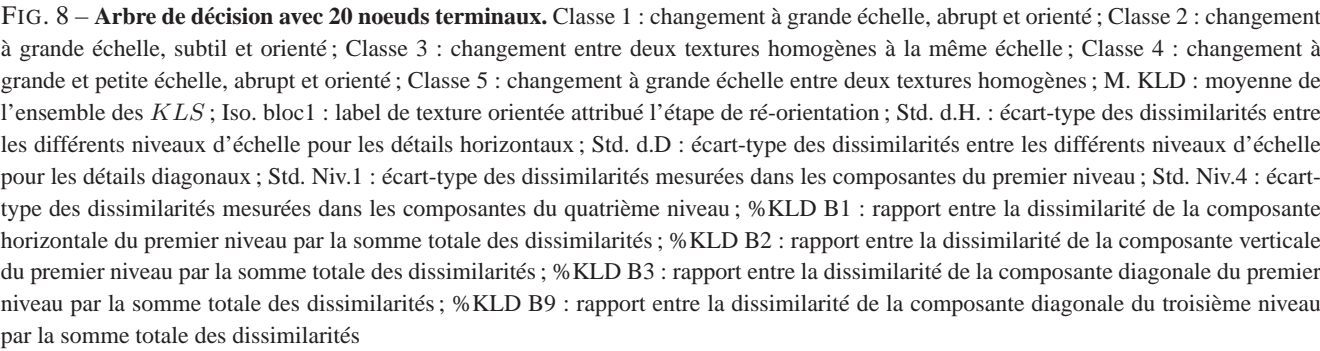 FIG. 8 – Arbre de décision avec 20 noeuds terminaux. Classe 1 : changement à grande échelle, abrupt et orienté ; Classe 2 : changement
à grande échelle, subtil et orienté ; Classe 3 : changement entre deux textures homogènes à la même échelle ; Classe 4 : changement à
grande et petite échelle, abrupt et orienté ; Classe 5 : changement à grande échelle entre deux textures homogènes ; M. KLD : moyenne de
l'ensemble des KLS ; Iso. bloc1 : label de texture orientée attribué l'étape de ré-orientation ; Std. d.H. : écart-type des dissimilarités entre
les différents niveaux d'échelle pour les détails horizontaux ; Std. d.D : écart-type des dissimilarités entre les différents niveaux d'échelle
pour les détails diagonaux ; Std. Niv.1 : écart-type des dissimilarités mesurées dans les composantes du premier niveau ; Std. Niv.4 : écart-
type des dissimilarités mesurées dans les composantes du quatrième niveau ; %KLD B1 : rapport entre la dissimilarité de la composante
horizontale du premier niveau par la somme totale des dissimilarités ; %KLD B2 : rapport entre la dissimilarité de la composante verticale
du premier niveau par la somme totale des dissimilarités ; %KLD B3 : rapport entre la dissimilarité de la composante diagonale du premier
niveau par la somme totale des dissimilarités ; %KLD B9 : rapport entre la dissimilarité de la composante diagonale du troisième niveau
par la somme totale des dissimilarités